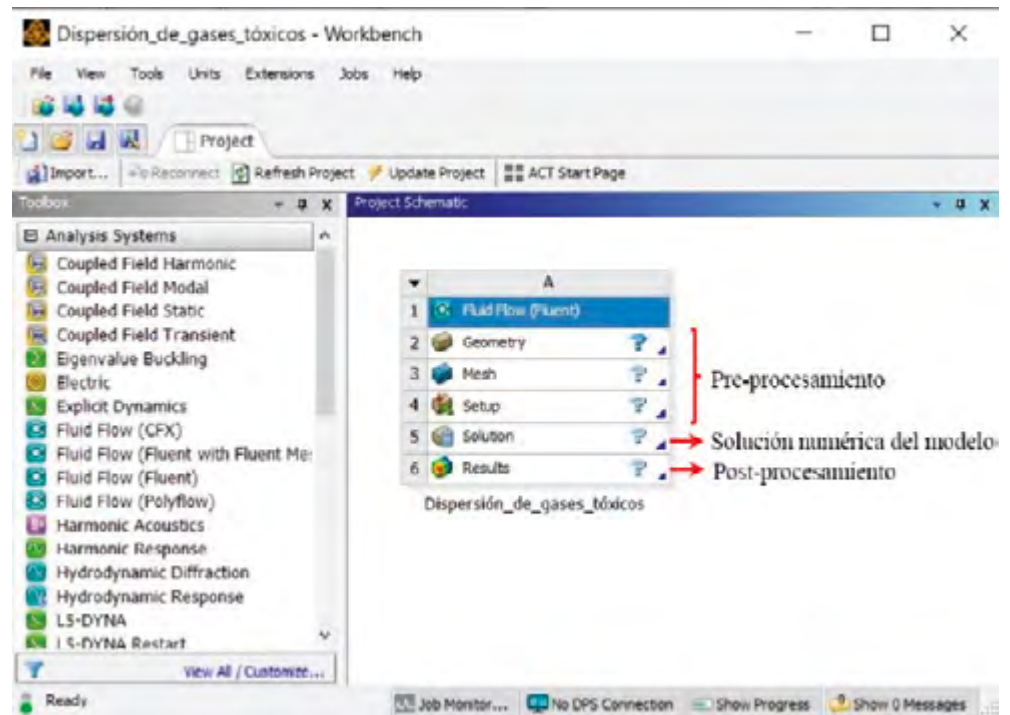 Dispersión_de_gases_tóxicos - Workbench
File View Tools Units Extensions Jobs Help
Project
Import... Reconnect Refresh Project Update Project ACT Start Page
Toolbox
Project Schematic
Analysis Systems
Coupled Field Harmonic
Coupled Field Modal
Coupled Field Static
Coupled Field Transient
Eigenvalue Buckling
Electric
Explicit Dynamics
Fluid Flow (CFX)
Fluid Flow (Fluent with Fluent Me
Fluid Flow (Fluent)
Fluid Flow (Polyflow)
Harmonic Acoustics
Harmonic Response
Hydrodynamic Diffraction
Hydrodynamic Response
LS-DYNA
LS-DYNA Restart
View All / Customize...
A
1 Fluid Flow (Fluent)
2 Geometry ?
3 Mesh ?
4 Setup ?
5 Solution ?
6 Results ?
Dispersión_de_gases_tóxicos
Pre-procesamiento
Solución numérica del modelo
Post-procesamiento
Ready
Job Monitor... No DPS Connection Show Progress Show 0 Messages